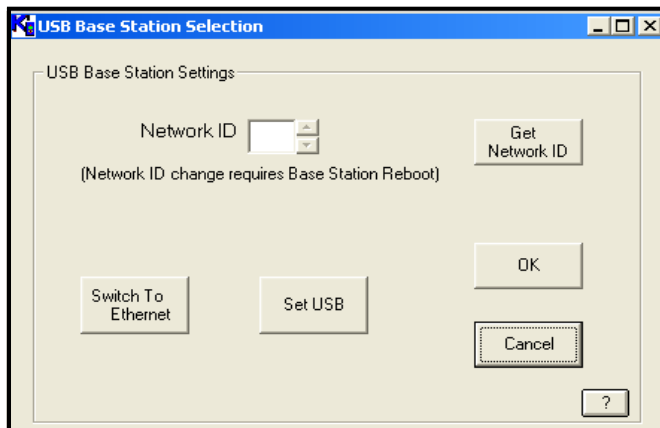 USB Base Station Selection
USB Base Station Settings
Network ID
Get
Network ID
(Network ID change requires Base Station Reboot)
OK
Switch To
Ethernet
Set USB
Cancel
?